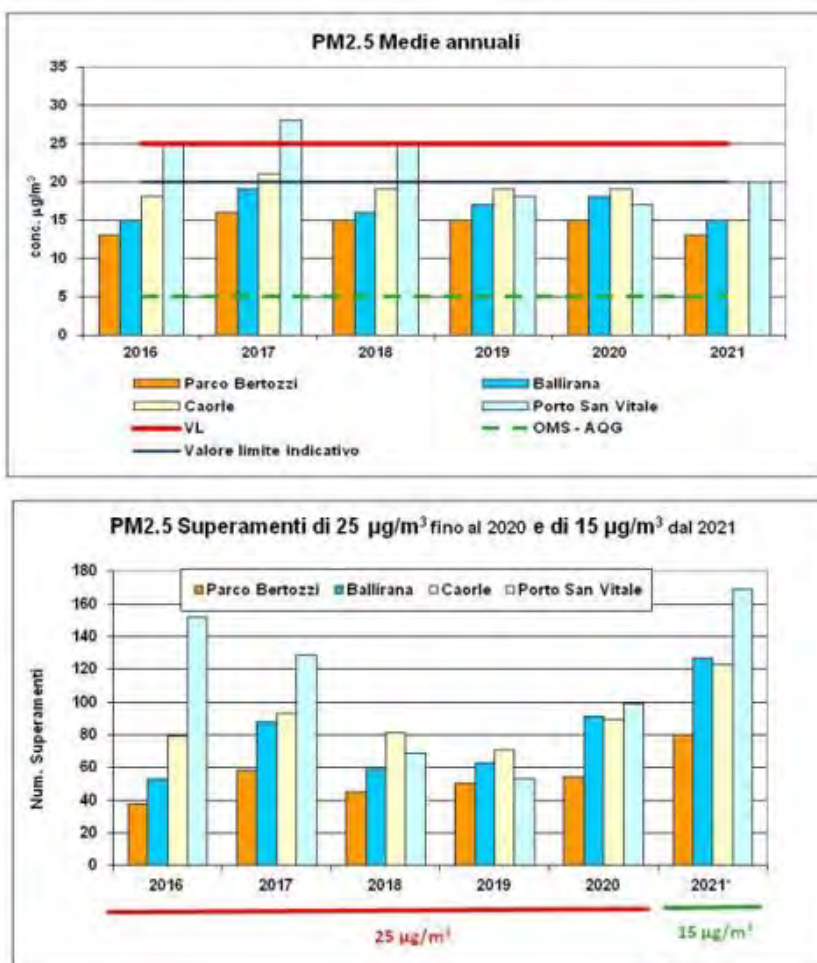 PM2.5 Medie annuali
conc. µg/m³
35
30
25
20
15
10
5
0
2016 2017 2018 2019 2020 2021
Parco Bertozzi Ballirana
Caorle Porto San Vitale
VL OMS - AQG
Valore limite indicativo
PM2.5 Superamenti di 25 µg/m³ fino al 2020 e di 15 µg/m³ dal 2021
Num. Superamenti
180
160
140
120
100
80
60
40
20
0
Parco Bertozzi Ballirana Caorle Porto San Vitale
2016 2017 2018 2019 2020 2021*
25 µg/m³ 15 µg/m³